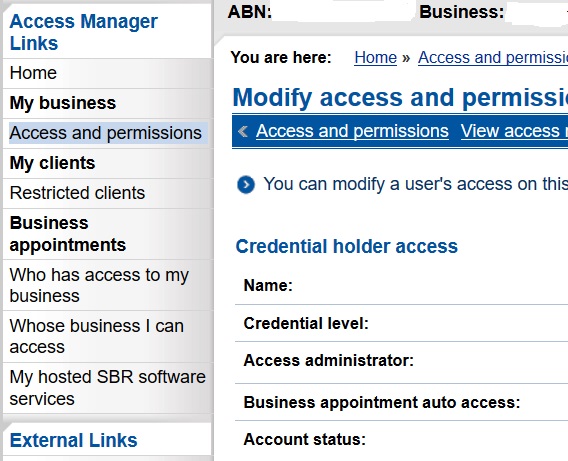 Access Manager
Links
Home
My business
Access and permissions
My clients
Restricted clients
Business
appointments
Who has access to my
business
Whose business I can
access
My hosted SBR software
services
External Links
ABN: Business:
You are here: Home » Access and permissi
Modify access and permissi
Access and permissions View access
You can modify a user's access on this
Credential holder access
Name:
Credential level:
Access administrator:
Business appointment auto access:
Account status: